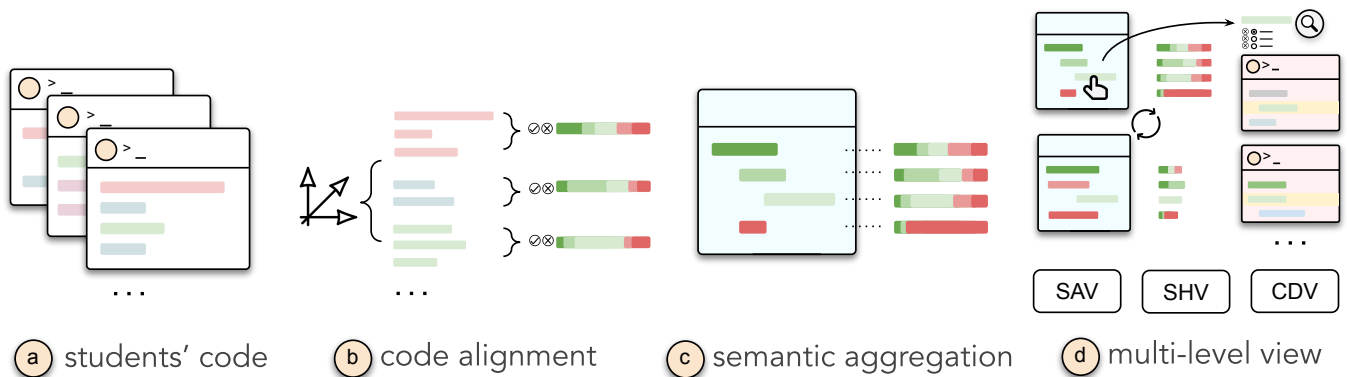 >_
>_
>_
...
...
>_
>_
...
SAV SHV CDV
a students' code
b code alignment
c semantic aggregation
d multi-level view